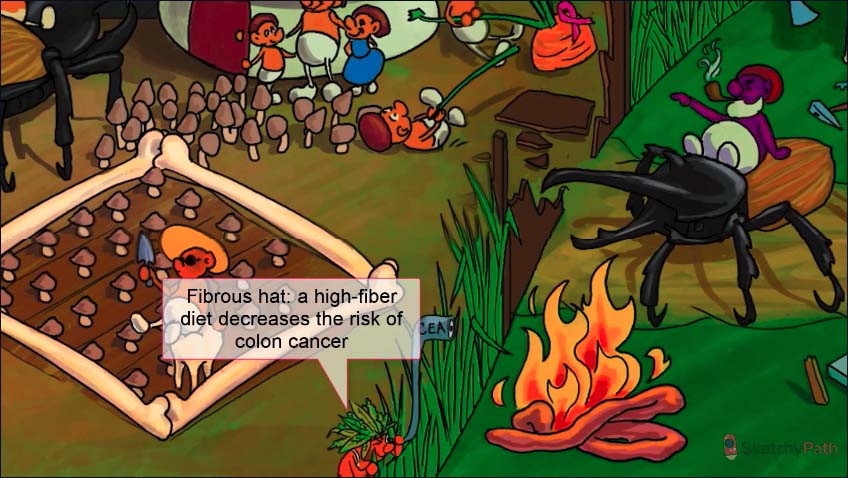 Fibrous hat: a high-fiber
diet decreases the risk of
colon cancer
CEA
SketchyPath